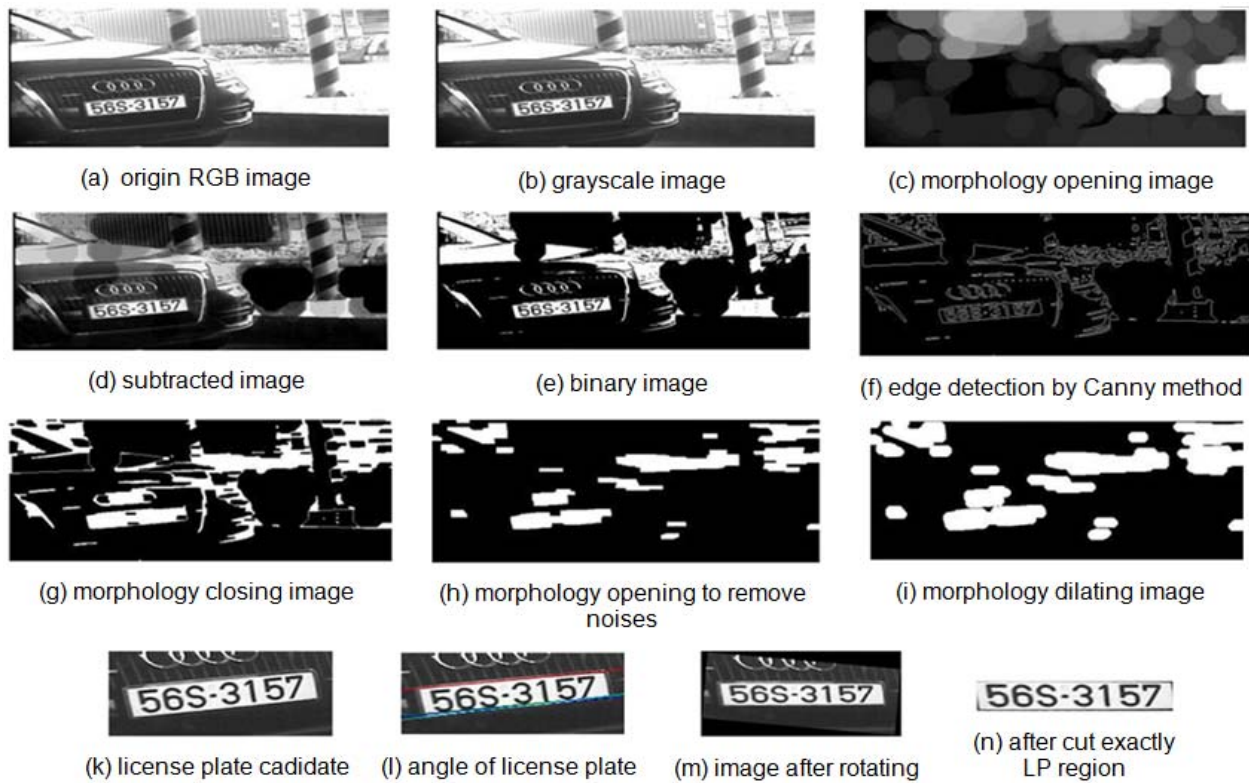 56S-3157
56S-3157
(a) origin RGB image
(b) grayscale image
(c) morphology opening image
56S-3157
56S-3157
56S-3157
(d) subtracted image
(e) binary image
(f) edge detection by Canny method
(g) morphology closing image
(h) morphology opening to remove
noises
(i) morphology dilating image
56S-3157
56S-3157
56S-3157
56S-3157
(k) license plate cadidate
(l) angle of license plate
(m) image after rotating
(n) after cut exactly
LP region